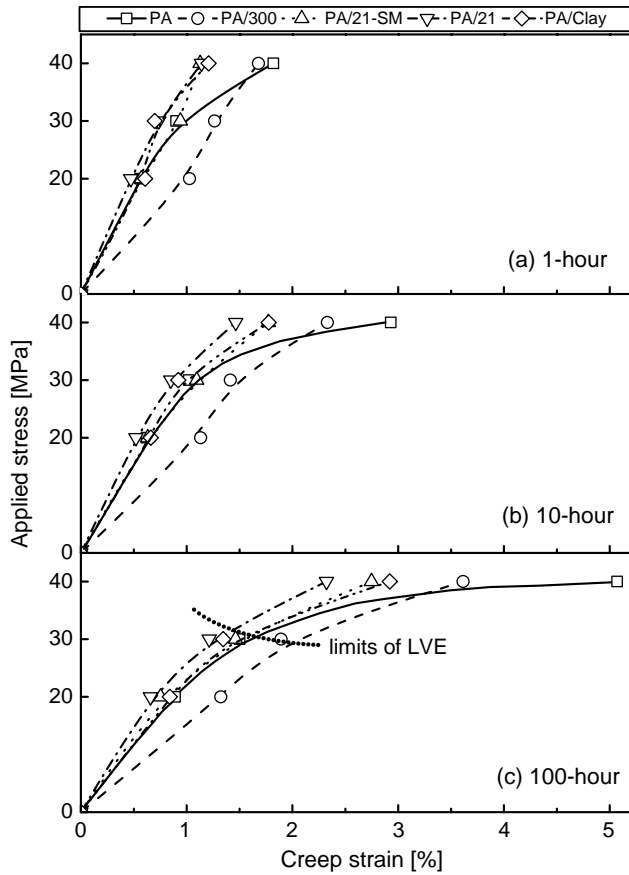 PA PA/300 PA/21-SM PA/21 PA/Clay
40
30
20
0
(a) 1-hour
40
30
20
0
(b) 10-hour
40
30
20
0
limits of LVE
(c) 100-hour
0 1 2 3 4 5
Creep strain [%]
Applied stress [MPa]